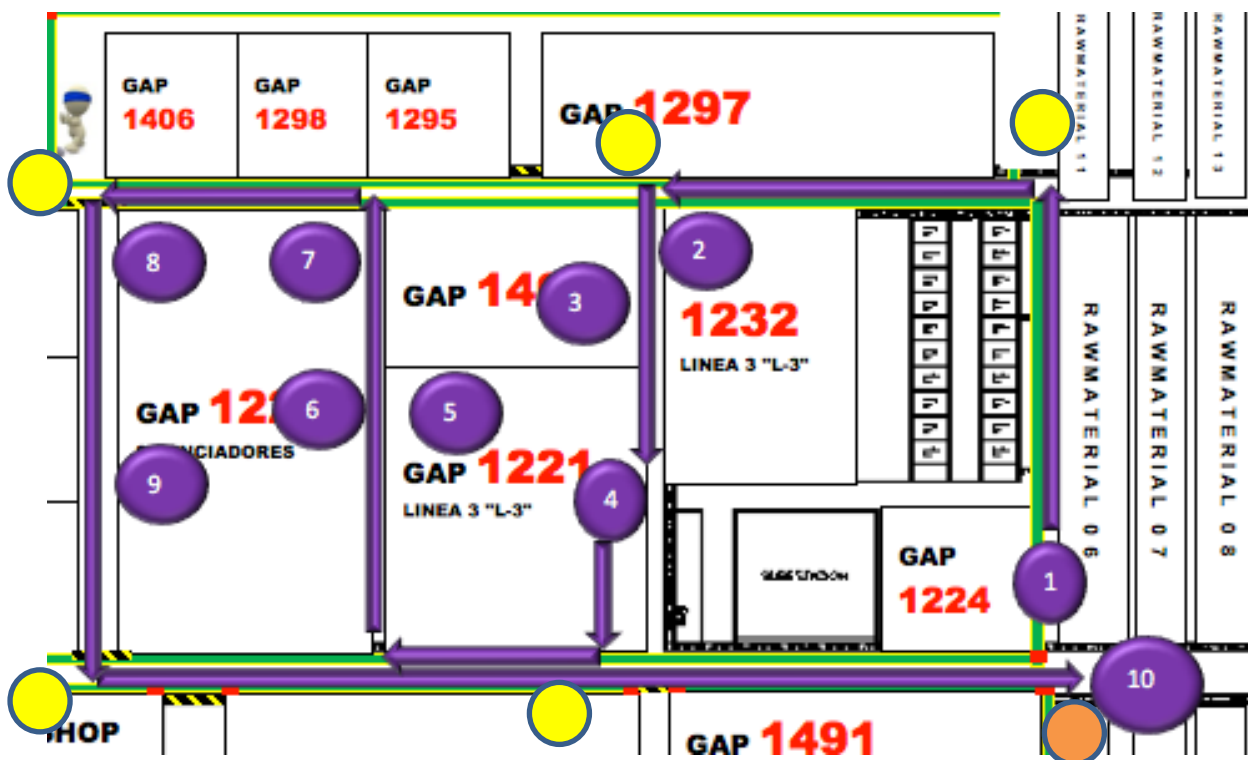 GAP
1406
GAP
1298
GAP
1295
GAP 1297
RAWMATERIAL 11
RAWMATERIAL 12
RAWMATERIAL 13
8
7
GAP
3
2
1232
LINEA 3 "L-3"
RAWMATERIAL 06
RAWMATERIAL 07
RAWMATERIAL 08
GAP
6
5
9
GAP 1221
LINEA 3 "L-3"
4
GAP
1224
1
10
GAP 1491